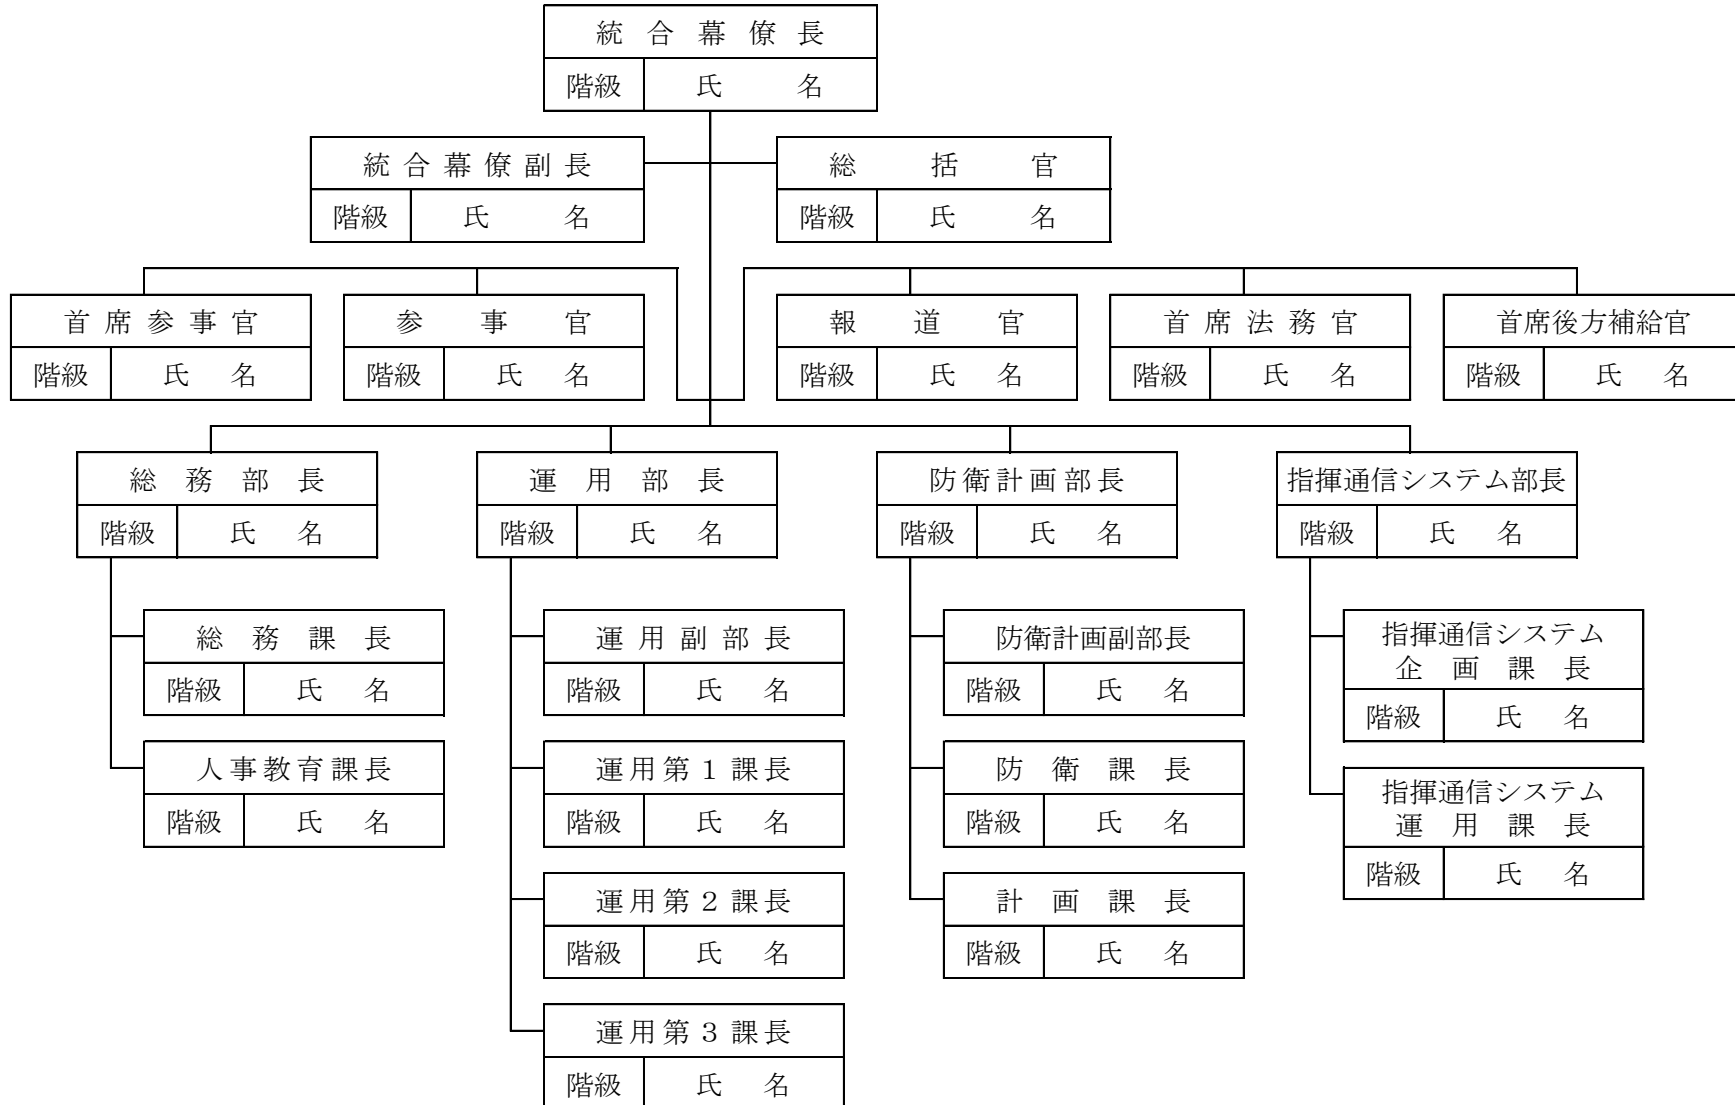 統合幕僚長
階級 氏名
統合幕僚副長
階級 氏名
総括官
階級 氏名
首席参事官
階級 氏名
参事官
階級 氏名
報道官
階級 氏名
首席法務官
階級 氏名
首席後方補給官
階級 氏名
総務部長
階級 氏名
運用部長
階級 氏名
防衛計画部長
階級 氏名
指揮通信システム部長
階級 氏名
総務課長
階級 氏名
人事教育課長
階級 氏名
運用副部長
階級 氏名
運用第1課長
階級 氏名
運用第2課長
階級 氏名
運用第3課長
階級 氏名
防衛計画副部長
階級 氏名
防衛課長
階級 氏名
計画課長
階級 氏名
指揮通信システム
企画課長
階級 氏名
指揮通信システム
運用課長
階級 氏名